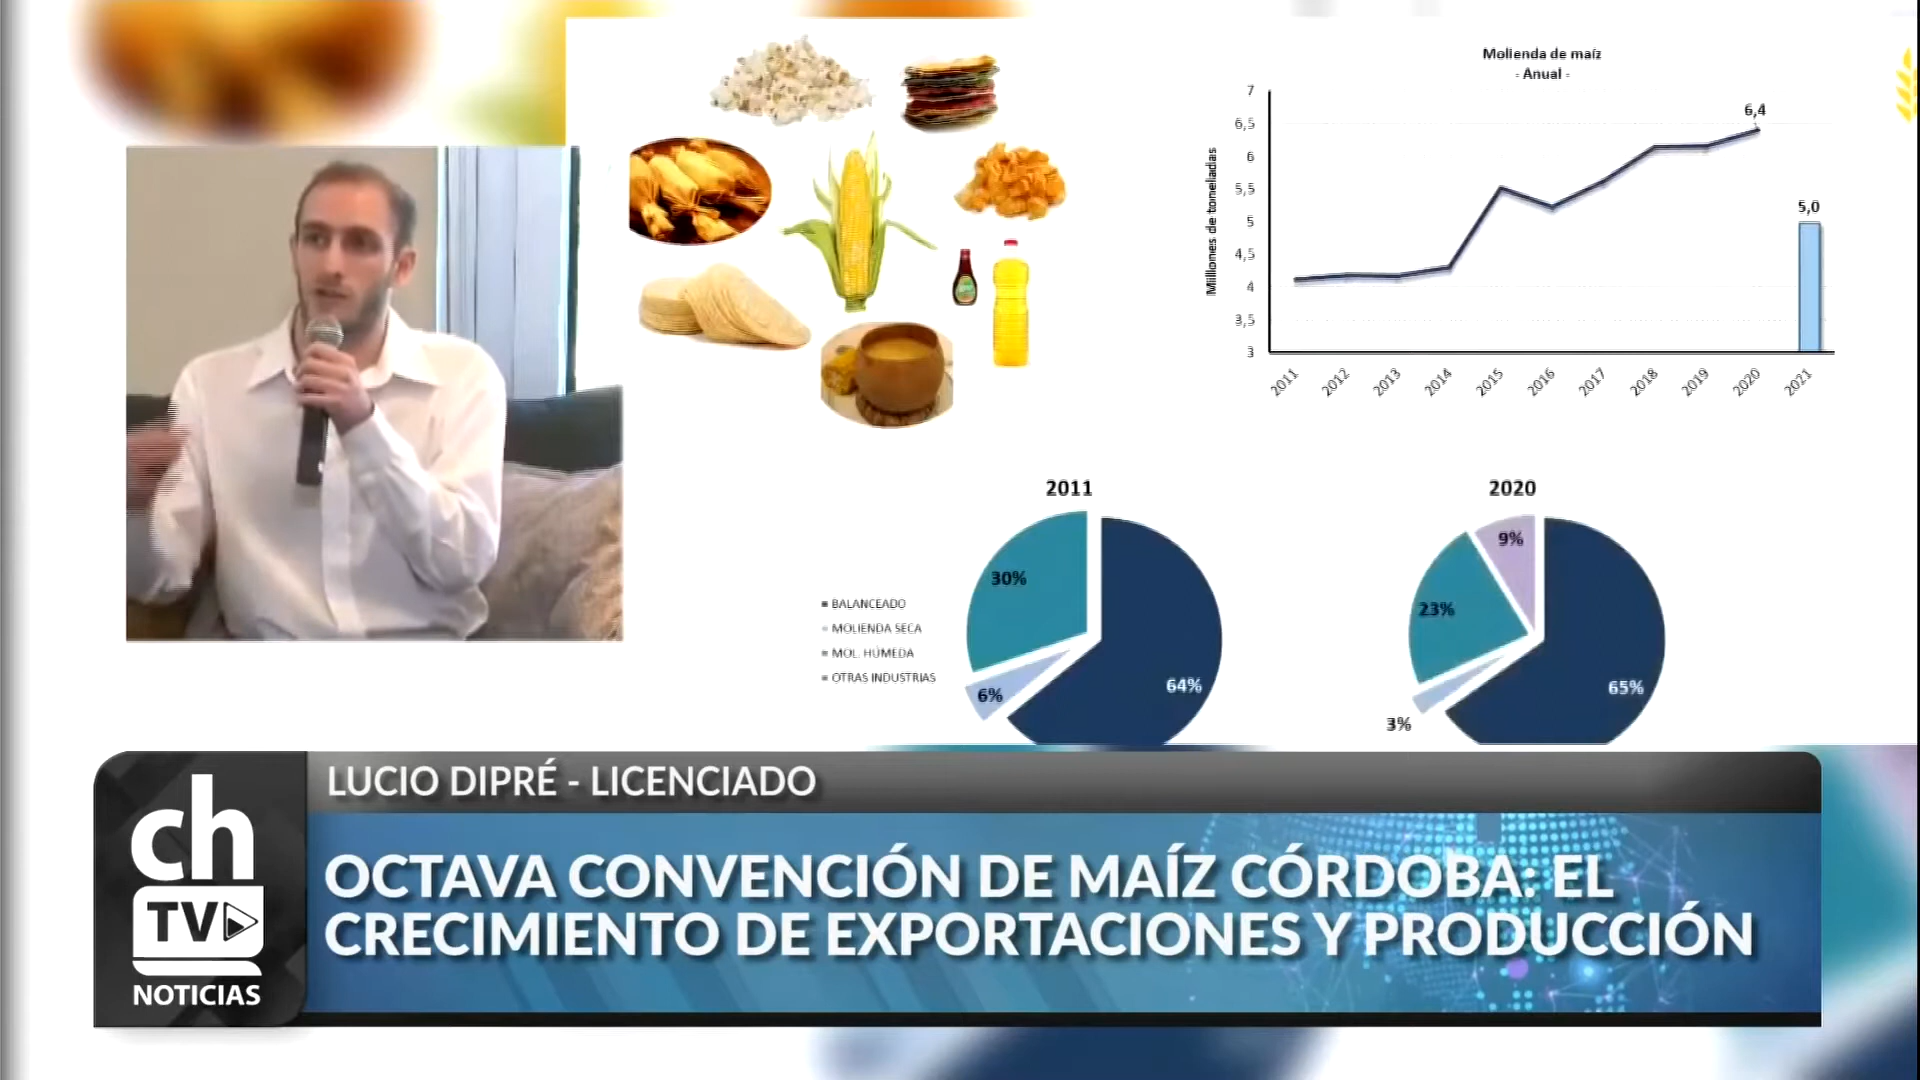 Molienda de maíz
- Anual -
Millones de toneladas
7
6,5
6
5,5
5
4,5
4
3,5
3
6,4
5,0
2011
2012
2013
2014
2015
2016
2017
2018
2019
2020
2021
BALANCEADO
MOLIENDA SECA
MOL. HÚMEDA
OTRAS INDUSTRIAS
2011
30%
6%
64%
2020
9%
23%
3%
65%
LUCIO DIPRÉ - LICENCIADO
OCTAVA CONVENCIÓN DE MAÍZ CÓRDOBA: EL
CRECIMIENTO DE EXPORTACIONES Y PRODUCCIÓN
ch
TV
NOTICIAS